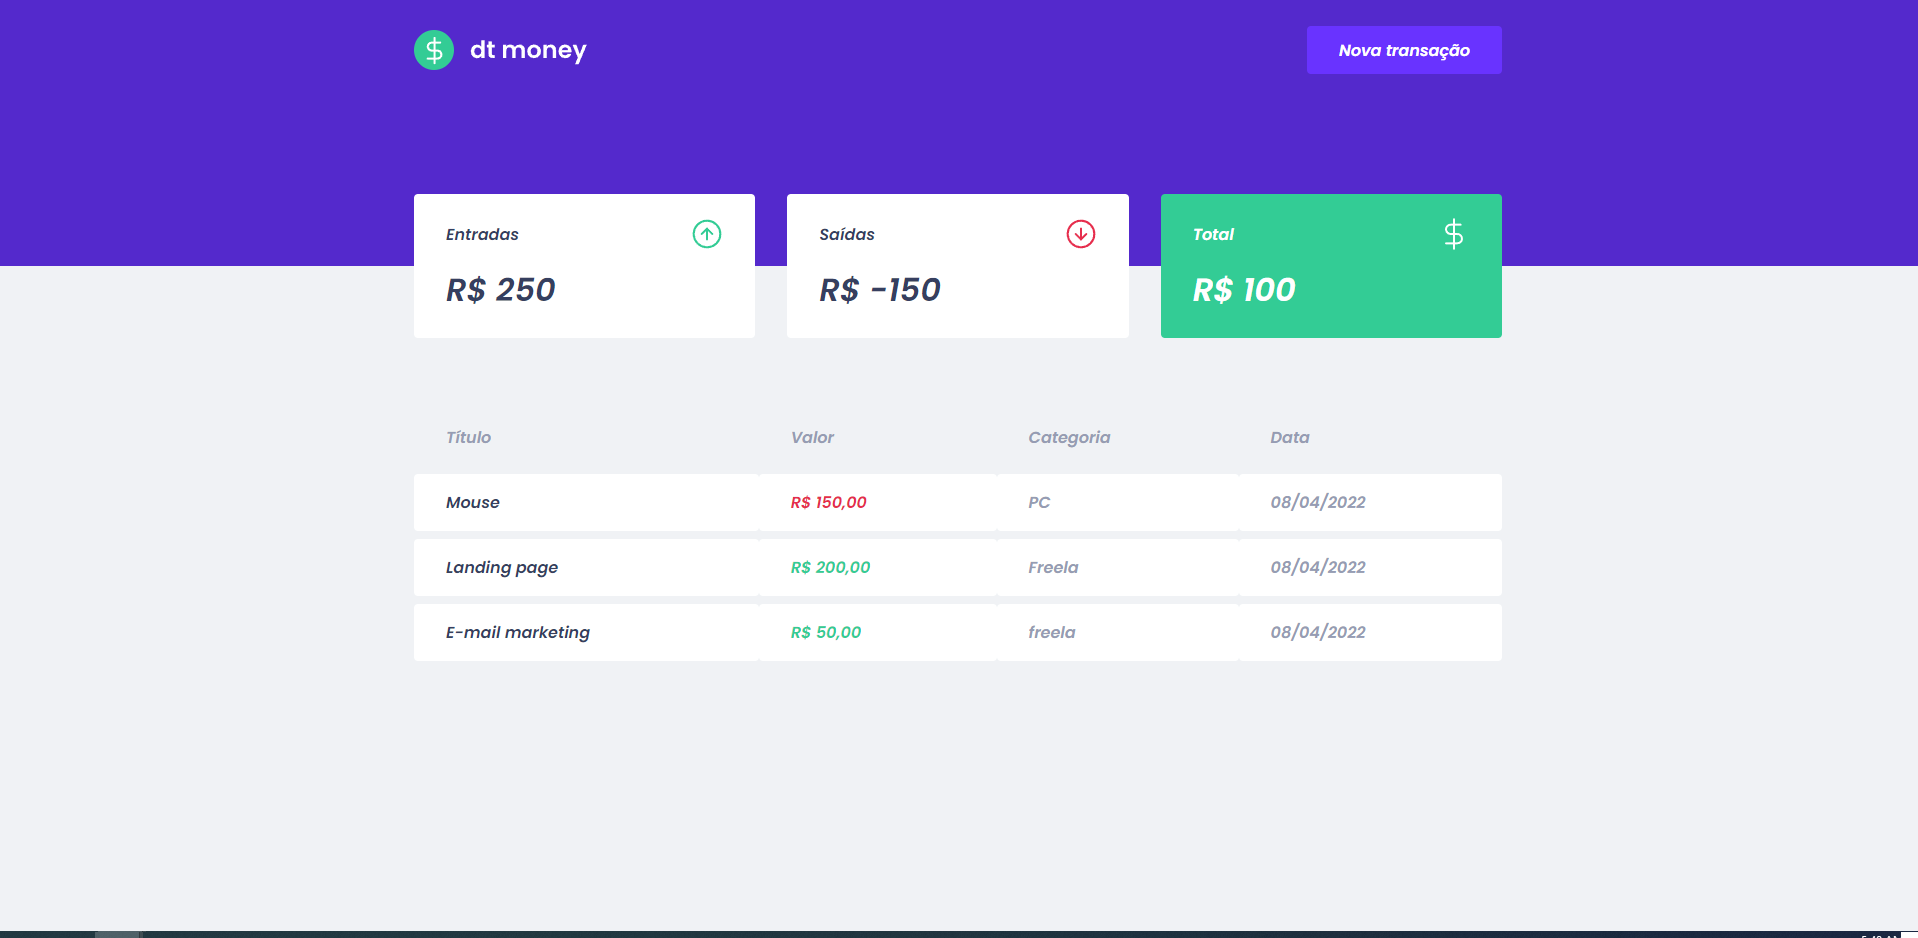 dt money
Nova transação
Entradas
R$ 250
Saídas
R$ -150
Total
R$ 100
Título Valor Categoria Data
Mouse R$ 150,00 PC 08/04/2022
Landing page R$ 200,00 Freela 08/04/2022
E-mail marketing R$ 50,00 freela 08/04/2022